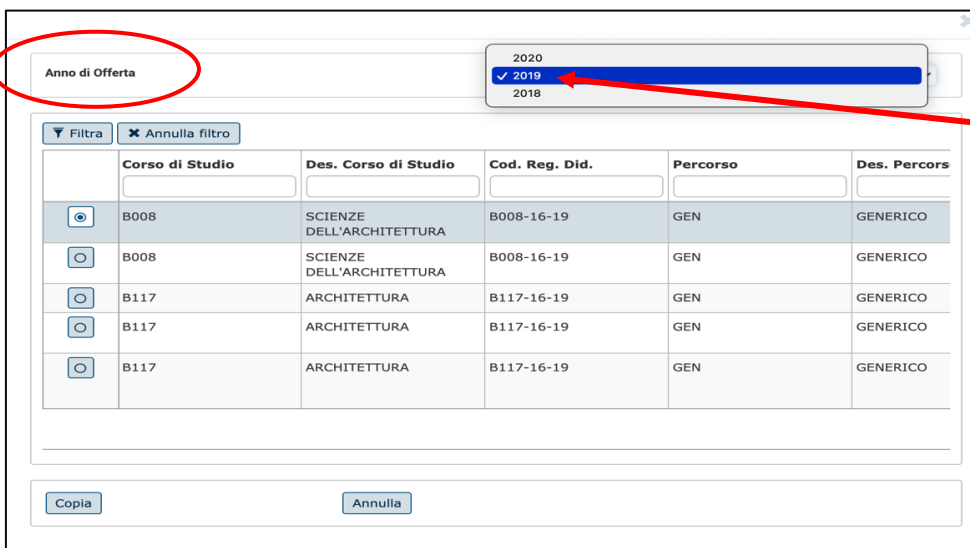 2020
Anno di Offerta
✓ 2019
2018
Filtra ✖ Annulla filtro
Corso di Studio Des. Corso di Studio Cod. Reg. Did. Percorso Des.
B008 SCIENZE DELL'ARCHITETTURA B008-16-19 GEN GENERICO
B008 SCIENZE DELL'ARCHITETTURA B008-16-19 GEN GENERICO
B117 ARCHITETTURA B117-16-19 GEN GENERICO
B117 ARCHITETTURA B117-16-19 GEN GENERICO
B117 ARCHITETTURA B117-16-19 GEN GENERICO
Copia Annulla